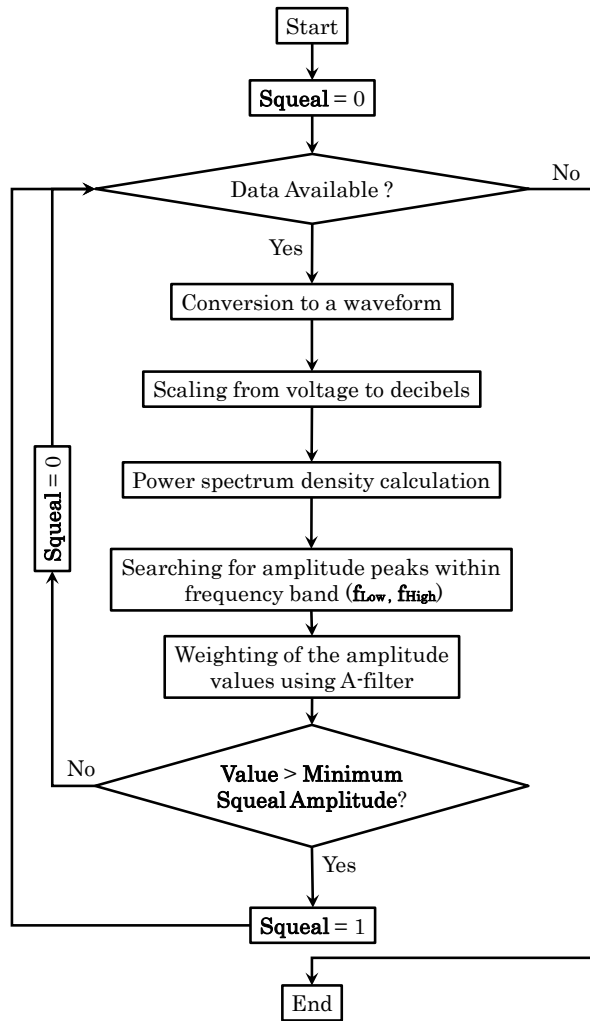 Start
Squeal = 0
Data Available ?
No
Yes
Conversion to a waveform
Scaling from voltage to decibels
Squeal = 0
Power spectrum density calculation
Searching for amplitude peaks within
frequency band (fLow, fHigh)
Weighting of the amplitude
values using A-filter
No
Value > Minimum
Squeal Amplitude?
Yes
Squeal = 1
End